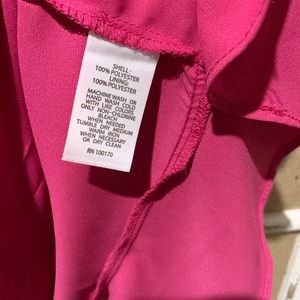 SHELL:
100% POLYESTER
LINING:
100% POLYESTER
MACHINE WASH OR
HAND WASH COLD
WITH LIKE COLORS
ONLY NON-CHLORINE
BLEACH
WHEN NEEDED
TUMBLE DRY MEDIUM
WARM IRON
WHEN NECESSARY
OR DRY CLEAN
RN 100170